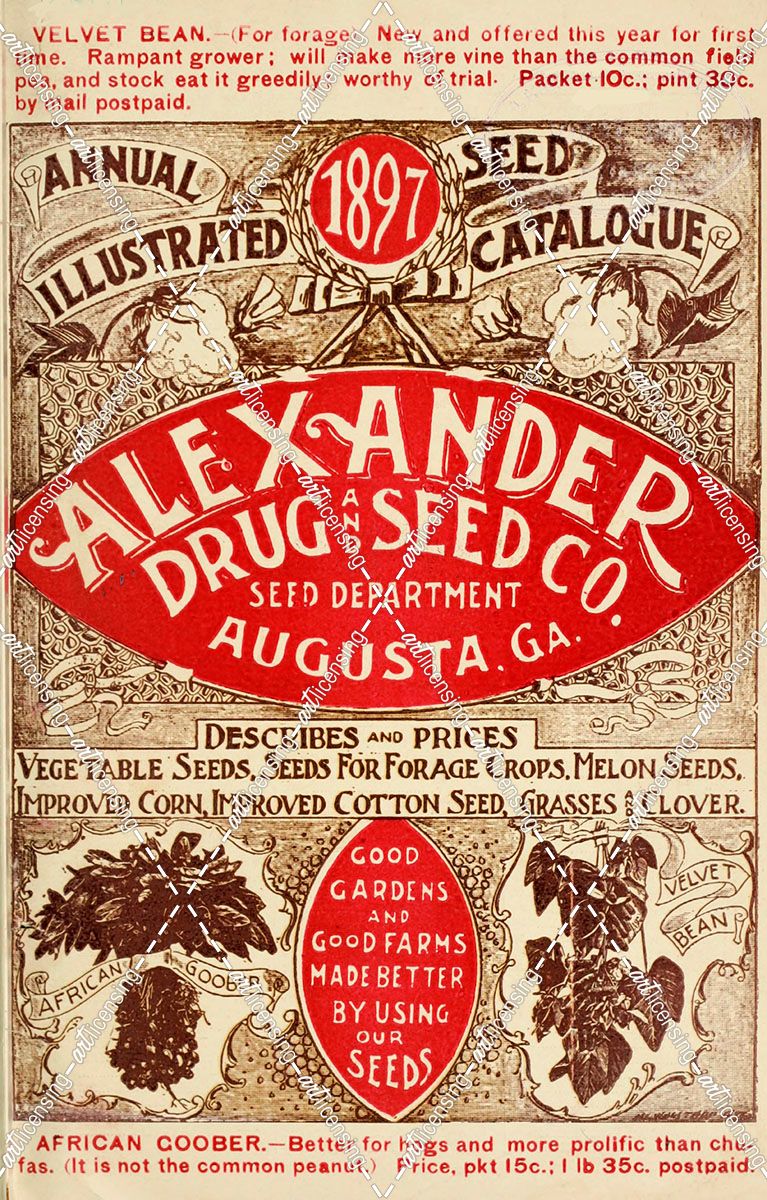 VELVET BEAN.—(For forage) New and offered this year for first
time. Rampant grower; will make more vine than the common field
pea, and stock eat it greedily worthy of trial. Packet 10c.; pint 30c.
by mail postpaid.
ANNUAL
ILLUSTRATED
1897
SEED
CATALOGUE
ALEXANDER
DRUG AND SEED CO.
SEED DEPARTMENT
AUGUSTA, GA.
DESCRIBES AND PRICES
VEGETABLE SEEDS, SEEDS FOR FORAGE CROPS, MELON SEEDS,
IMPROVED CORN, IMPROVED COTTON SEED, GRASSES AND CLOVER.
AFRICAN GOOBER
GOOD
GARDENS
AND
GOOD FARMS
MADE BETTER
BY USING
OUR
SEEDS
VELVET
BEAN
AFRICAN GOOBER.—Better for hogs and more prolific than chu-
fas. (It is not the common peanut.) Price, pkt 15c.; 1 lb 35c. postpaid.
artlicensing